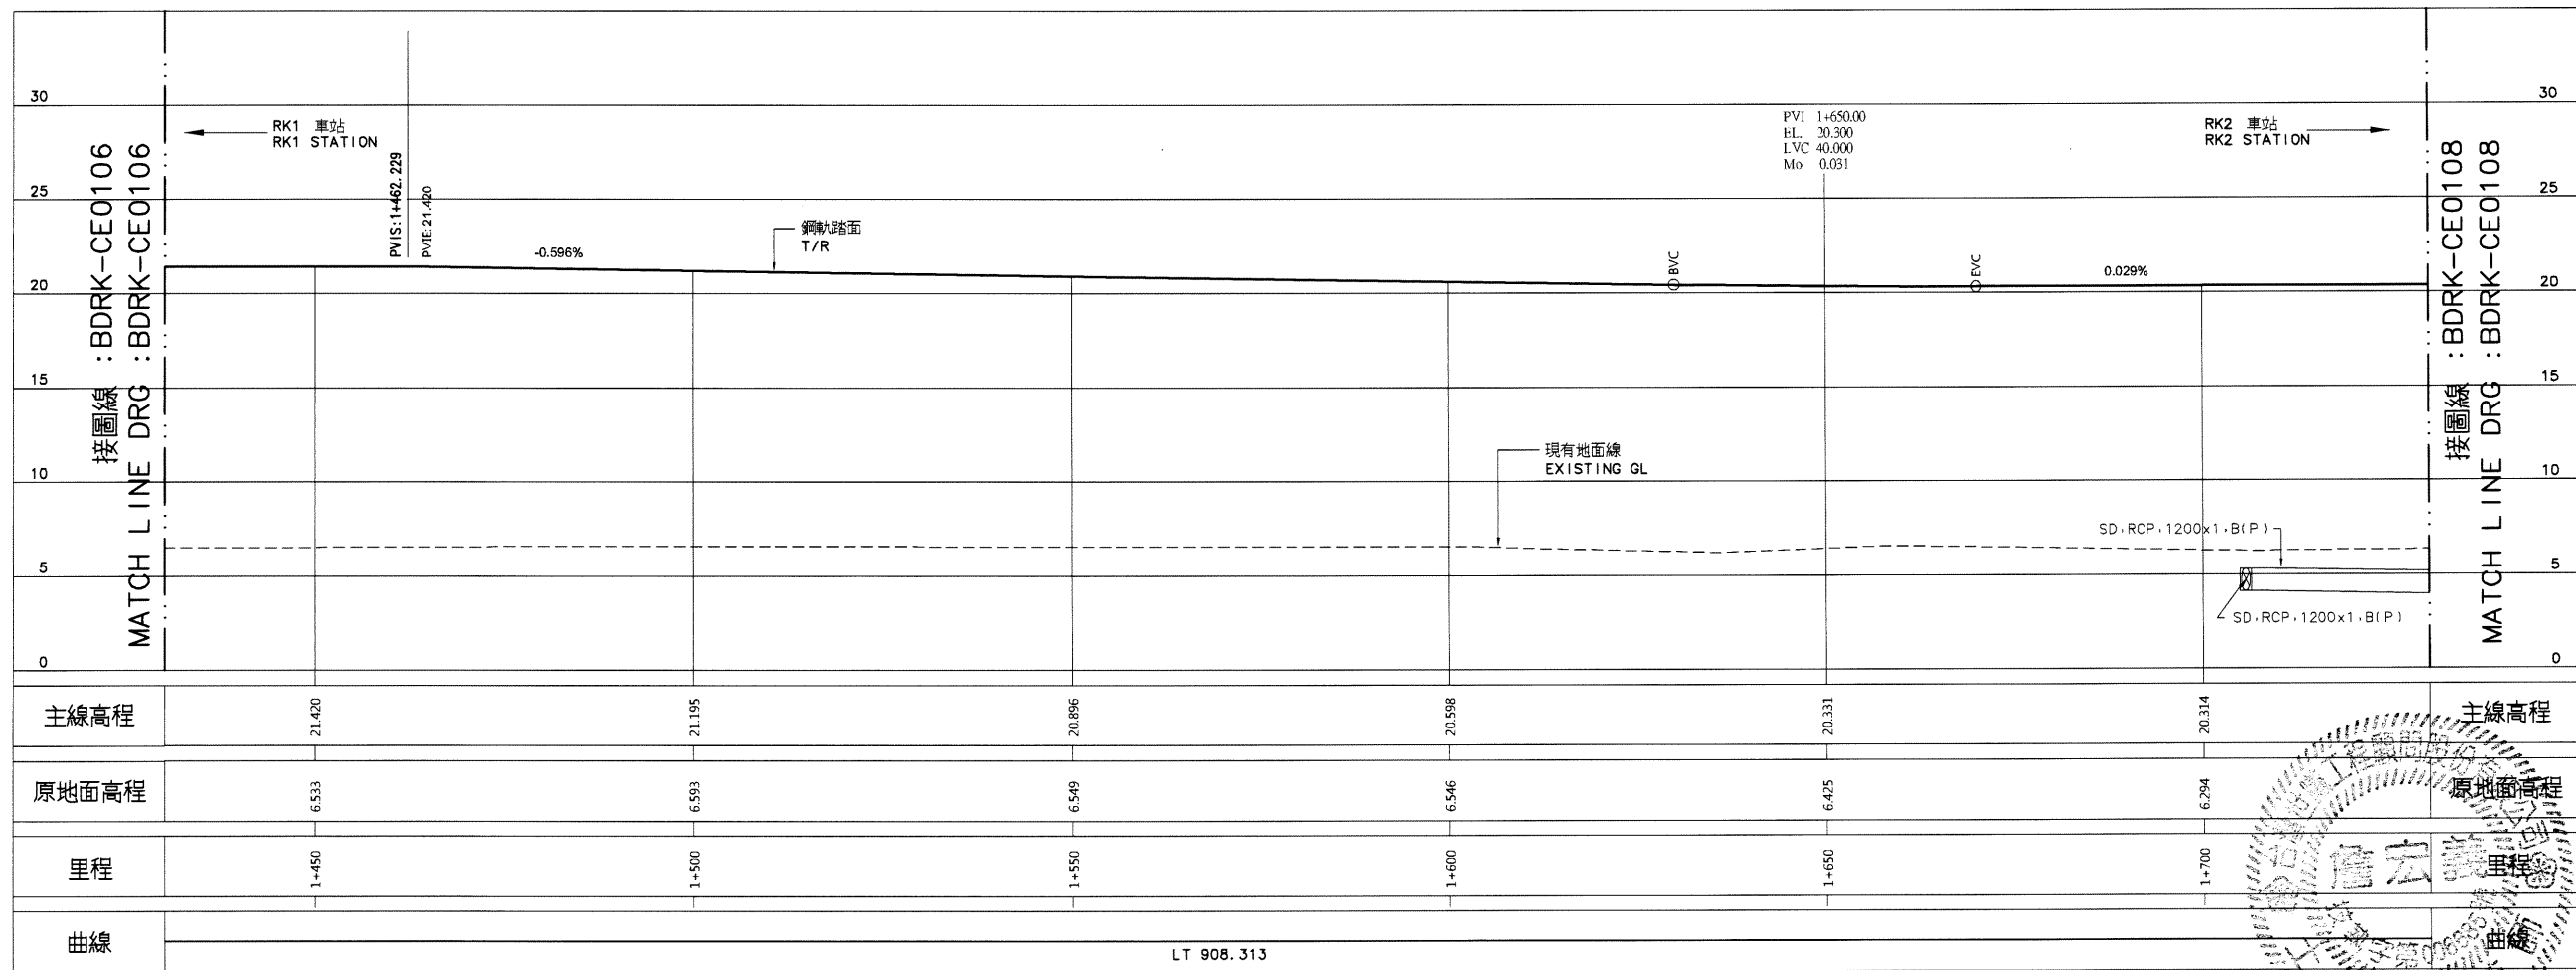 30
25
20
15
10
5
0
接圖線 :BDRK-CE0106
MATCH LINE DRG :BDRK-CE0106
RK1 車站
RK1 STATION
PVIS:1+462.229
PVIE:21.420
-0.596%
鋼軌踏面
T/R
BVC
PVI 1+650.00
EL. 20.300
LVC 40.000
Mo 0.031
EVC
0.029%
RK2 車站
RK2 STATION
現有地面線
EXISTING GL
SD,RCP,1200x1,B(P)
SD,RCP,1200x1,B(P)
接圖線 :BDRK-CE0108
MATCH LINE DRG :BDRK-CE0108
30
25
20
15
10
5
0
主線高程 21.420 21.195 20.896 20.598 20.331 20.314 主線高程
原地面高程 6.533 6.593 6.549 6.546 6.425 6.294 原地面高程
里程 1+450 1+500 1+550 1+600 1+650 1+700 里程
曲線 LT 908.313 曲線
詹宏義